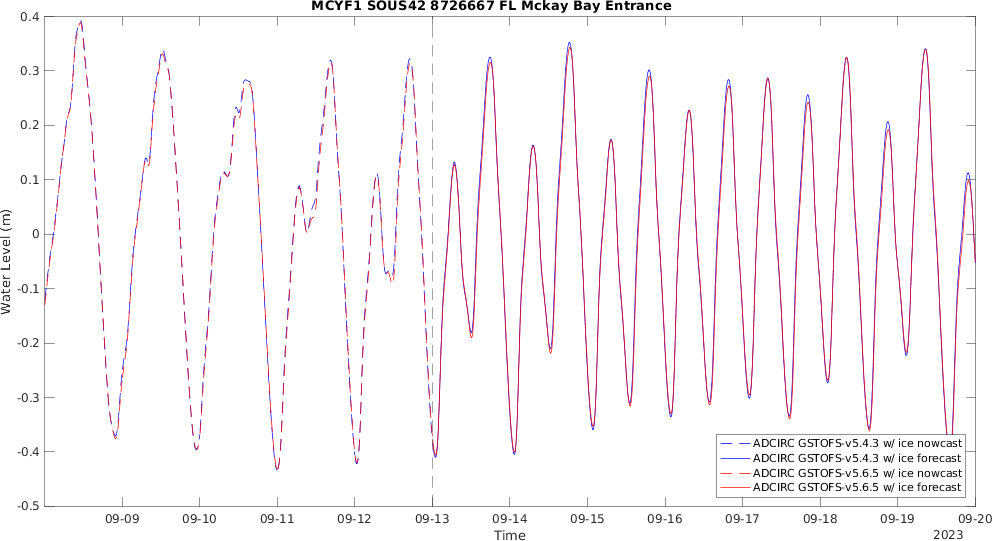 MCYF1 SOUS42 8726667 FL Mckay Bay Entrance
Water Level (m)
0.4
0.3
0.2
0.1
0
-0.1
-0.2
-0.3
-0.4
-0.5
ADCIRC GSTOFS-v5.4.3 w/ ice nowcast
ADCIRC GSTOFS-v5.4.3 w/ ice forecast
ADCIRC GSTOFS-v5.6.5 w/ ice nowcast
ADCIRC GSTOFS-v5.6.5 w/ ice forecast
09-09 09-10 09-11 09-12 09-13 09-14 09-15 09-16 09-17 09-18 09-19 09-20
Time
2023